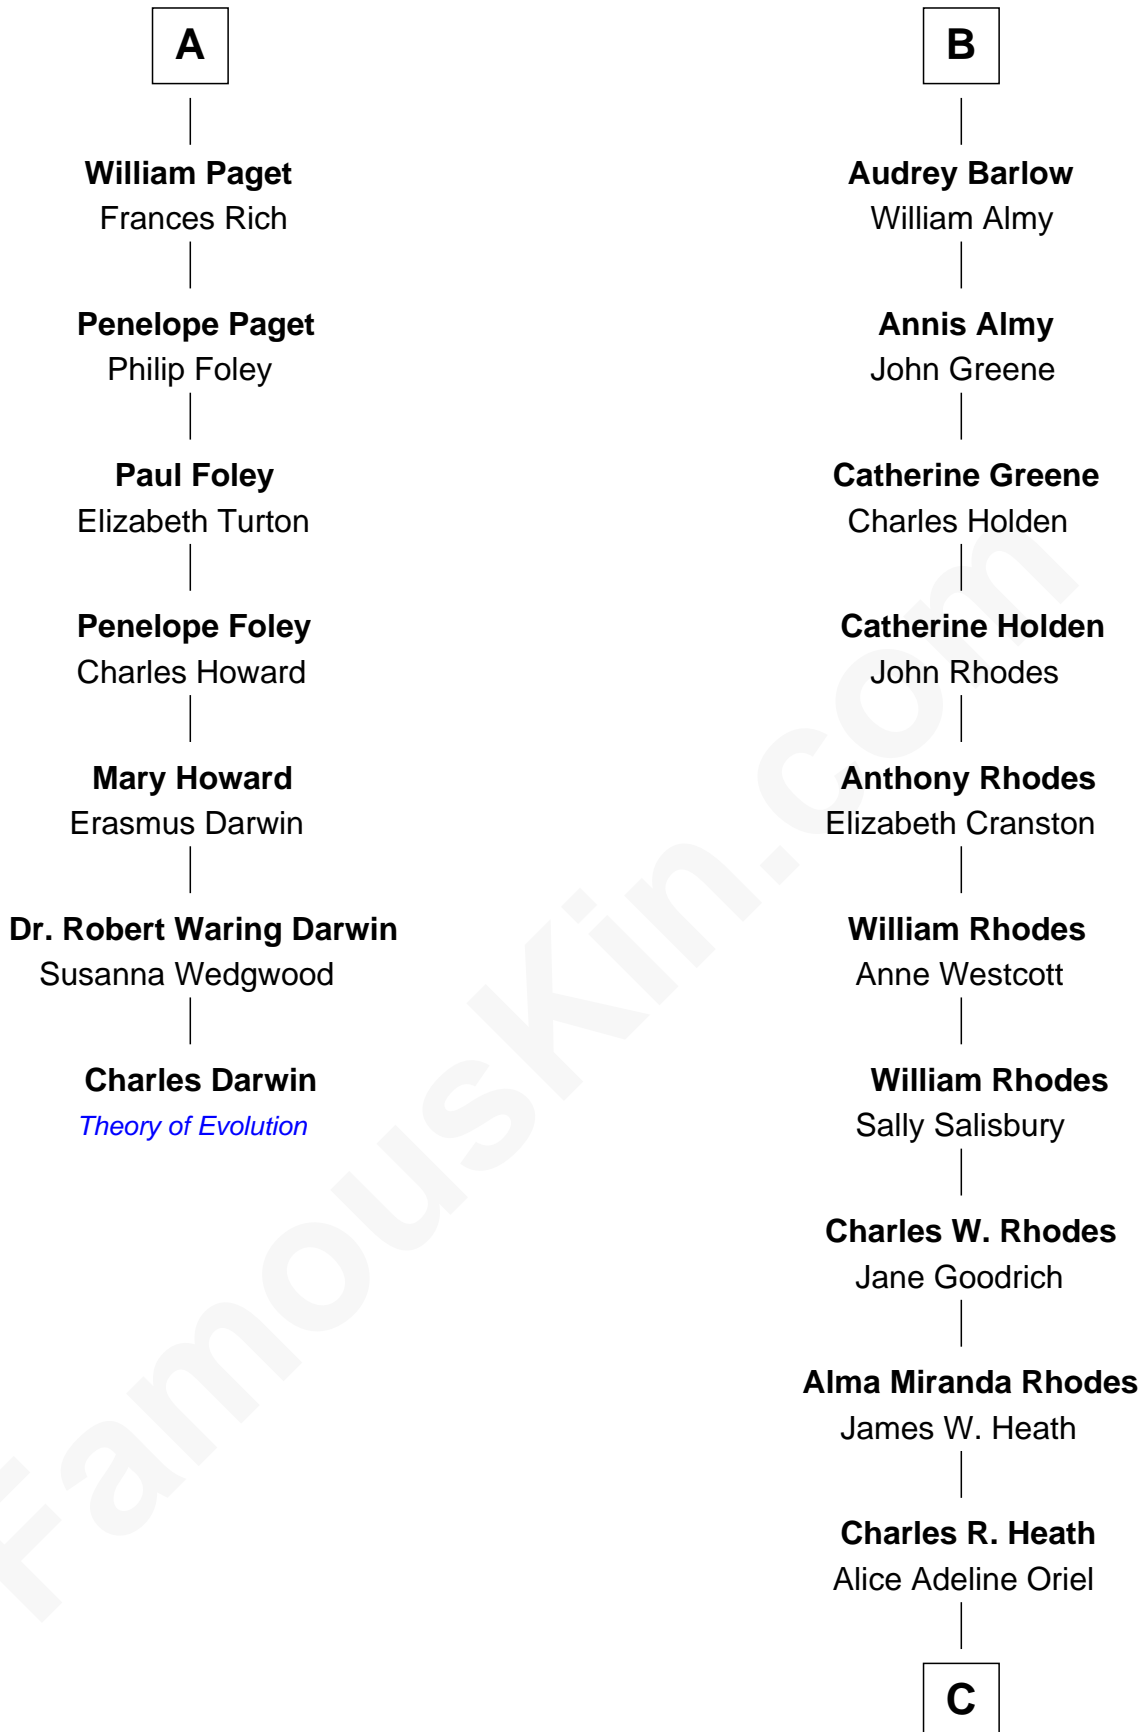 A
William Paget
Frances Rich
Penelope Paget
Philip Foley
Paul Foley
Elizabeth Turton
Penelope Foley
Charles Howard
Mary Howard
Erasmus Darwin
Dr. Robert Waring Darwin
Susanna Wedgwood
Charles Darwin
Theory of Evolution
B
Audrey Barlow
William Almy
Annis Almy
John Greene
Catherine Greene
Charles Holden
Catherine Holden
John Rhodes
Anthony Rhodes
Elizabeth Cranston
William Rhodes
Anne Westcott
William Rhodes
Sally Salisbury
Charles W. Rhodes
Jane Goodrich
Alma Miranda Rhodes
James W. Heath
Charles R. Heath
Alice Adeline Oriel
C
FamousKin.com